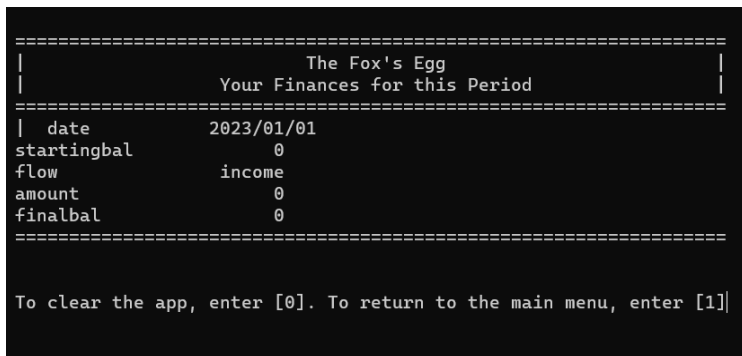 ==================================================================
| The Fox's Egg |
| Your Finances for this Period |
==================================================================
| date 2023/01/01
startingbal 0
flow income
amount 0
finalbal 0
==================================================================
To clear the app, enter [0]. To return to the main menu, enter [1]